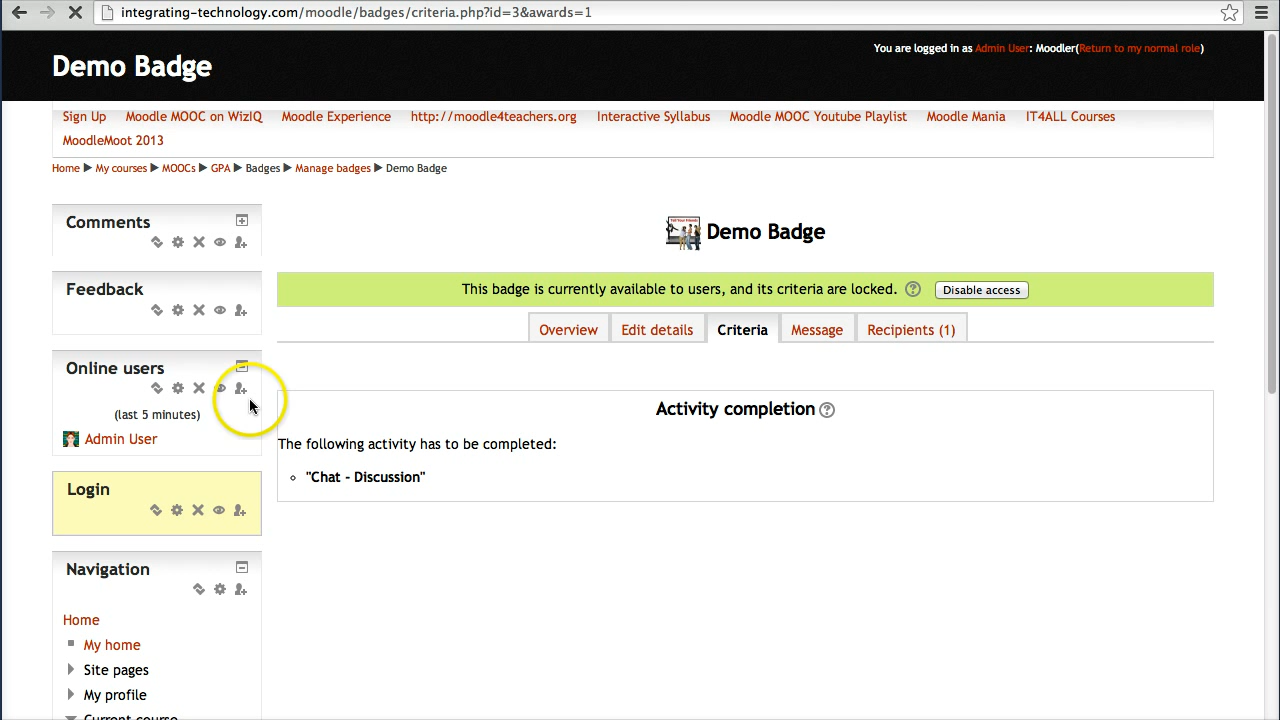 integrating-technology.com/moodle/badges/criteria.php?id=3&awards=1
You are logged in as Admin User: Moodler(Return to my normal role)
Demo Badge
Sign Up Moodle MOOC on WizIQ Moodle Experience http://moodle4teachers.org Interactive Syllabus Moodle MOOC Youtube Playlist Moodle Mania IT4ALL Courses
MoodleMoot 2013
Home ▶ My courses ▶ MOOCs ▶ GPA ▶ Badges ▶ Manage badges ▶ Demo Badge
Comments
Demo Badge
Feedback
This badge is currently available to users, and its criteria are locked. Disable access
Overview Edit details Criteria Message Recipients (1)
Online users
(last 5 minutes)
Admin User
Activity completion
The following activity has to be completed:
"Chat - Discussion"
Login
Navigation
Home
My home
Site pages
My profile
Current course